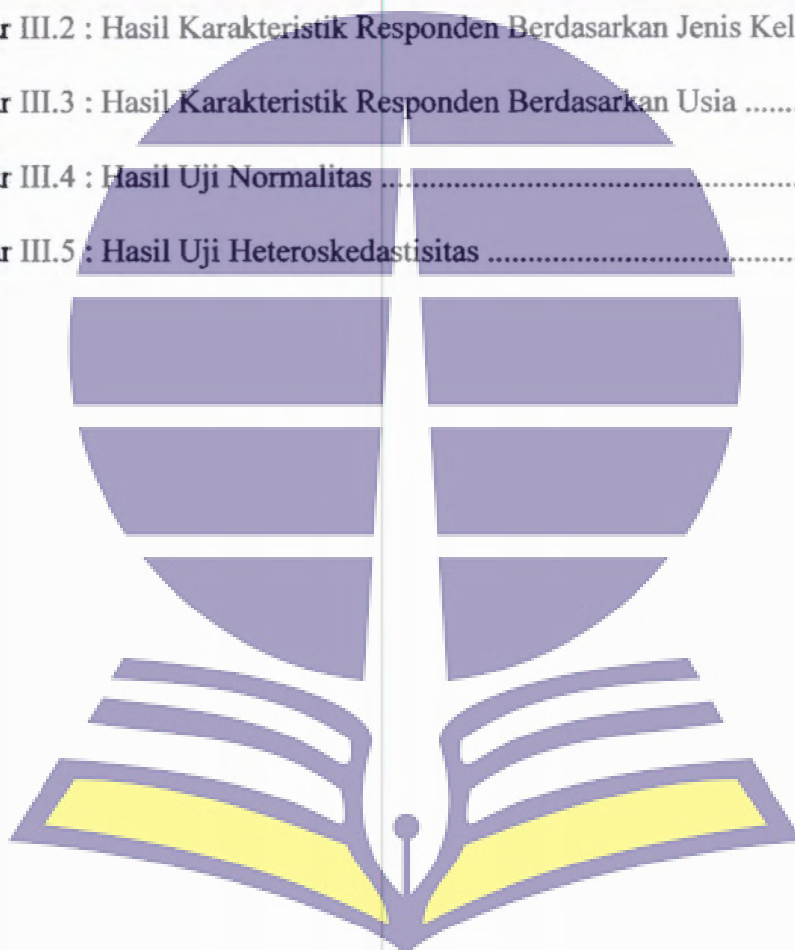 r III.2 : Hasil Karakteristik Responden Berdasarkan Jenis Kel
r III.3 : Hasil Karakteristik Responden Berdasarkan Usia .......
r III.4 : Hasil Uji Normalitas ................................................................
r III.5 : Hasil Uji Heteroskedastisitas ................................................